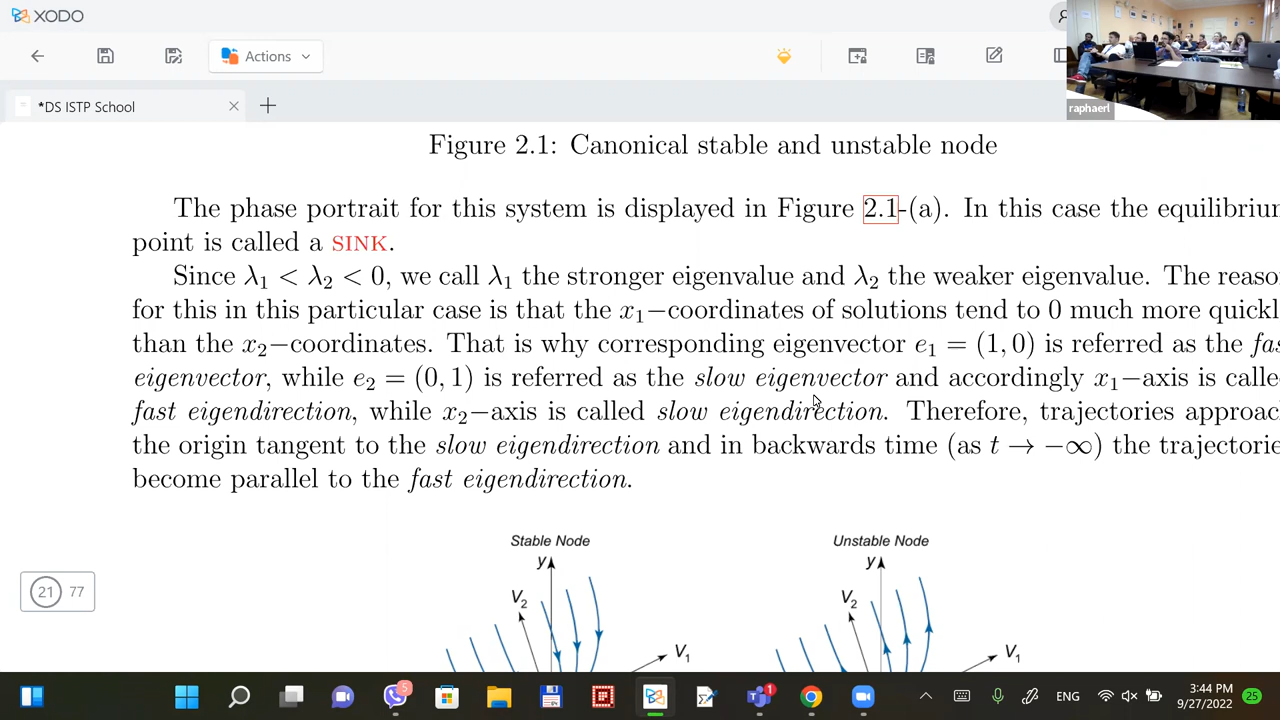 XODO
Actions
raphaerl
*DS ISTP School
Figure 2.1: Canonical stable and unstable node
The phase portrait for this system is displayed in Figure 2.1-(a). In this case the equilibrium
point is called a SINK.
Since λ₁ < λ₂ < 0, we call λ₁ the stronger eigenvalue and λ₂ the weaker eigenvalue. The reaso
for this in this particular case is that the x₁−coordinates of solutions tend to 0 much more quickl
than the x₂−coordinates. That is why corresponding eigenvector e₁ = (1, 0) is referred as the fas
eigenvector, while e₂ = (0, 1) is referred as the slow eigenvector and accordingly x₁−axis is calle
fast eigendirection, while x₂−axis is called slow eigendirection. Therefore, trajectories approac
the origin tangent to the slow eigendirection and in backwards time (as t → −∞) the trajectorie
become parallel to the fast eigendirection.
Stable Node
Unstable Node
y
y
V₂
V₂
V₁
V₁
21 77
5
1
ENG
3:44 PM
9/27/2022
25